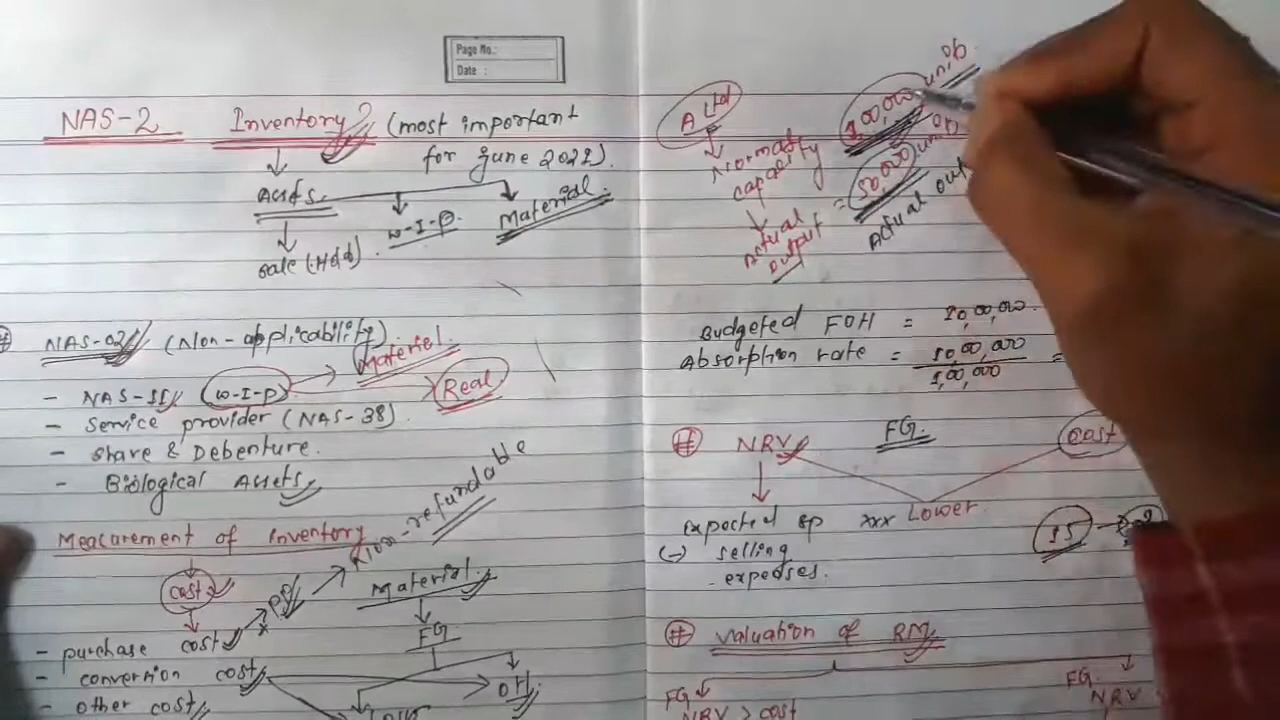 Page No.:
Date :
NAS-2 Inventory (most important
for June 2022).
Assets. W-I-P. Material.
Sale (Held).
NAS-02 (Non-applicability)
Material.
- NAS-11 (W-I-P) Real
- Service provider (NAS-38).
- Share & Debenture.
- Biological Assets
Measurement of Inventory
Non-refundable
cost
Material.
FG
- purchase cost
- conversion cost OH
- other cost
A Ltd 1,00,000 units
Normal capacity
Actual output = 50,000 units
Actual
Budgeted FOH = 10,00,000
Absorption rate = 10,00,000 =
1,00,000
# NRV FG. Cost
Lower
Expected sp xxx
(-) selling
expenses.
15
# Valuation of RM
FG FG.
NRV > cost NRV